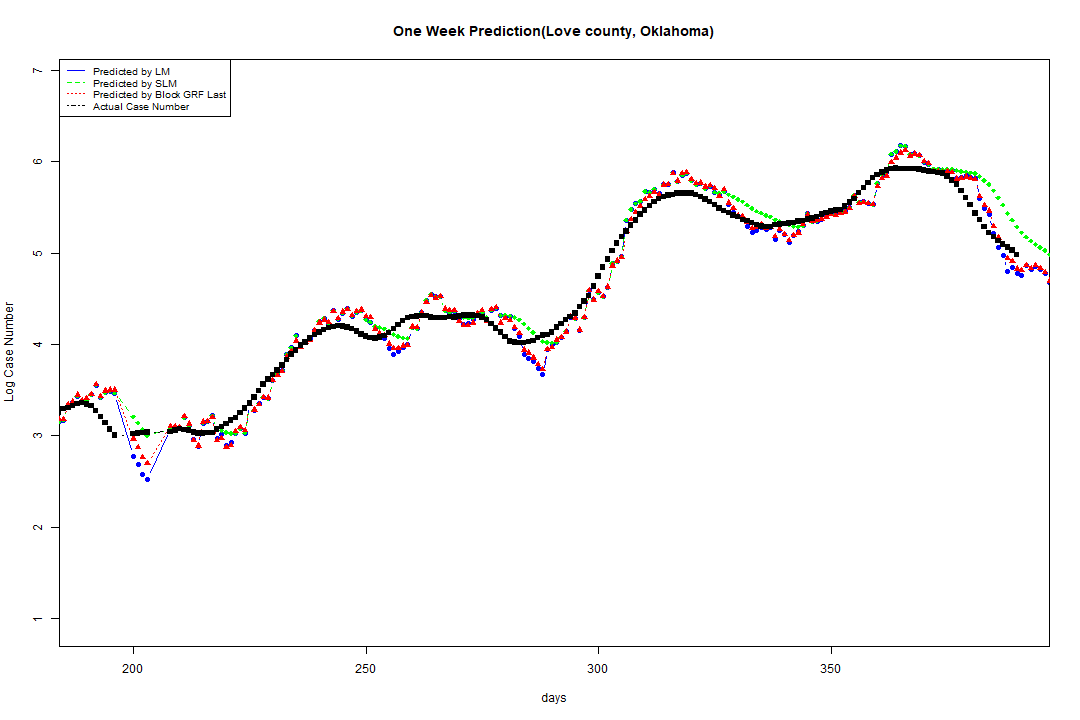 One Week Prediction(Love county, Oklahoma)
Predicted by LM
Predicted by SLM
Predicted by Block GRF Last
Actual Case Number
7
6
5
4
3
2
1
Log Case Number
200 250 300 350
days